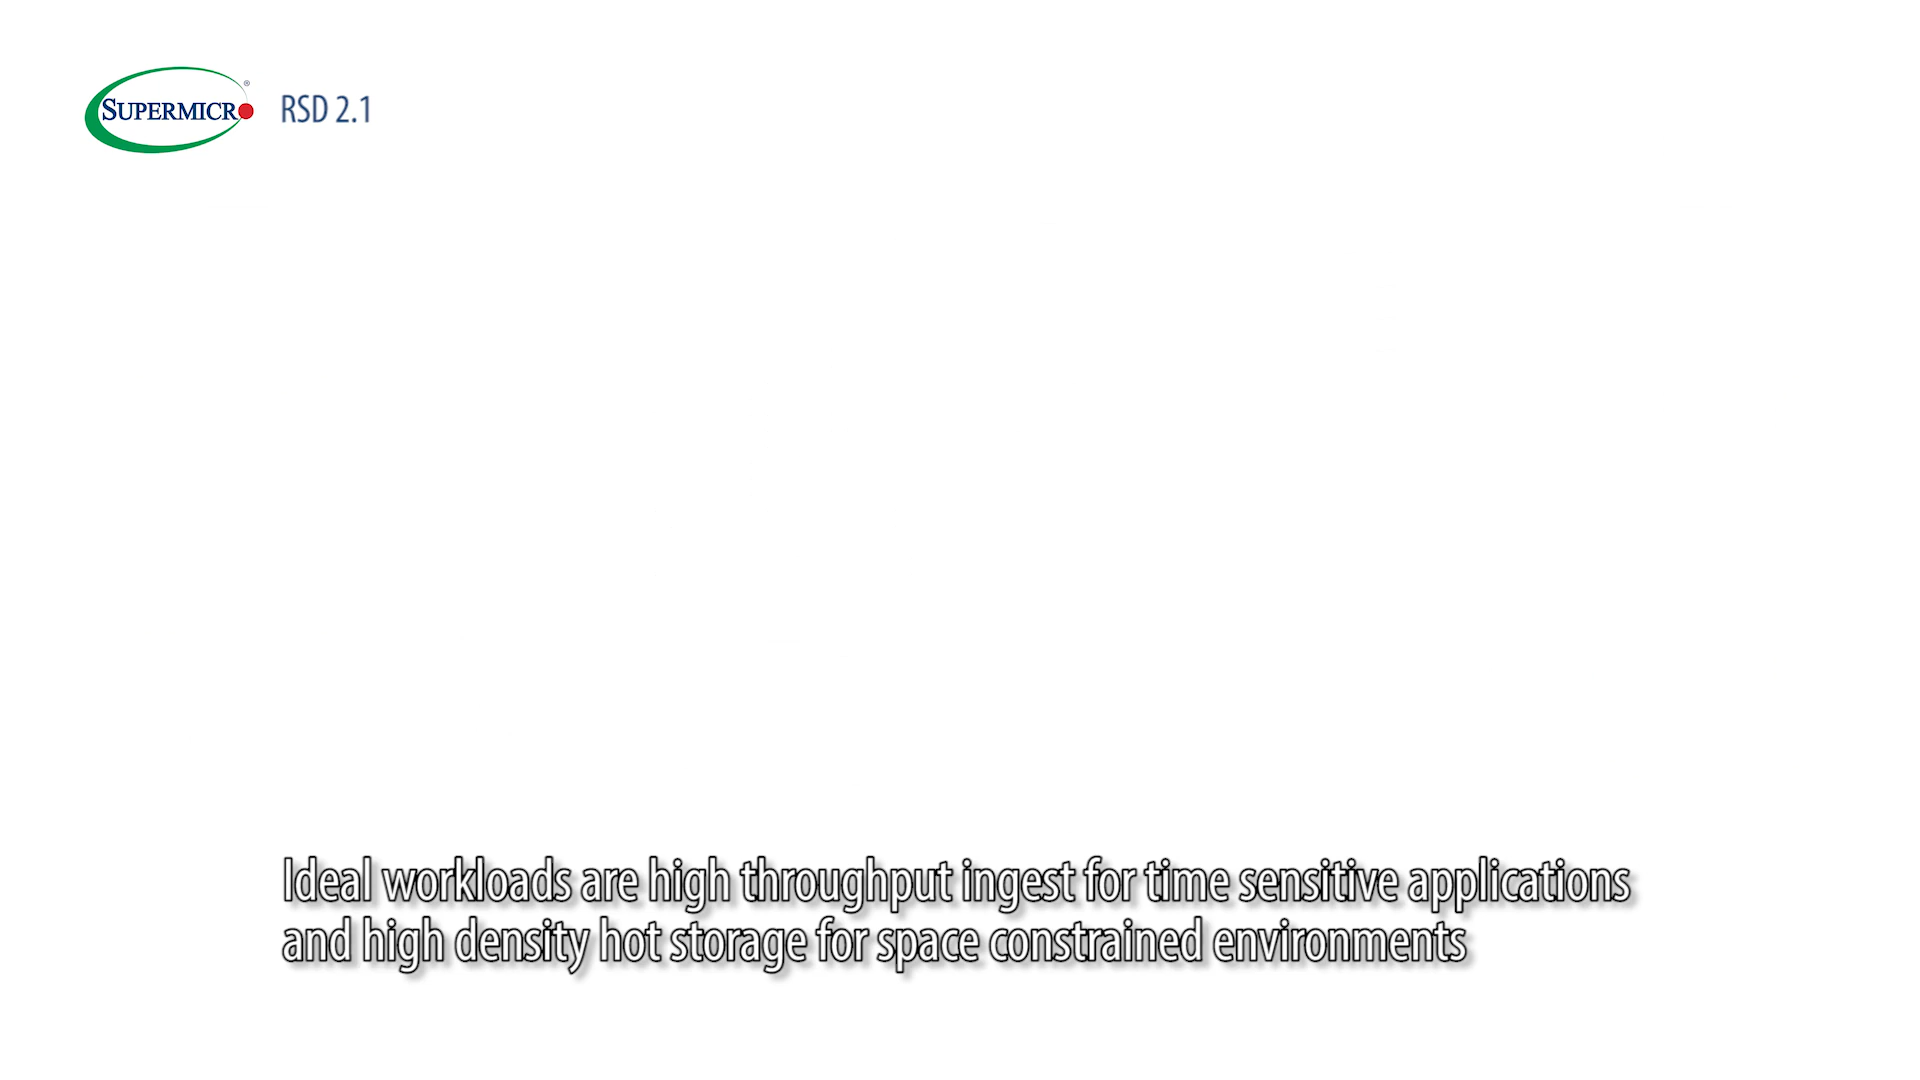 SUPERMICRO® RSD 2.1
Ideal workloads are high throughput ingest for time sensitive applications
and high density hot storage for space constrained environments